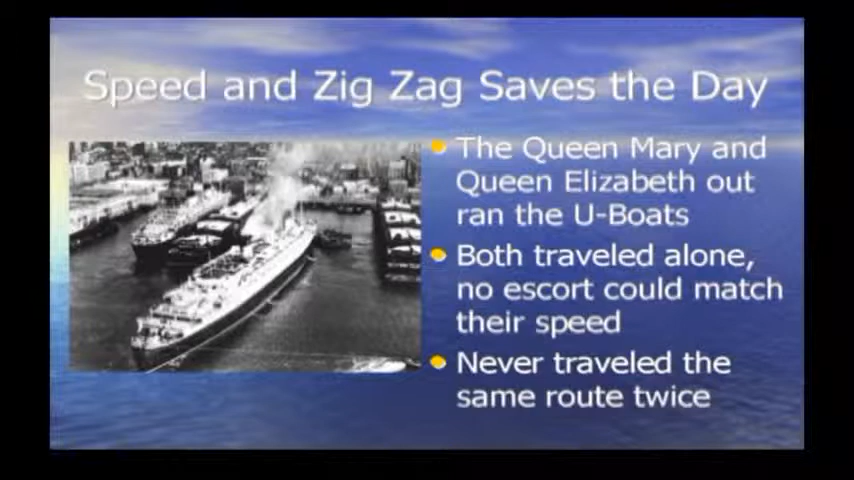 Speed and Zig Zag Saves the Day
The Queen Mary and
Queen Elizabeth out
ran the U-Boats
Both traveled alone,
no escort could match
their speed
Never traveled the
same route twice